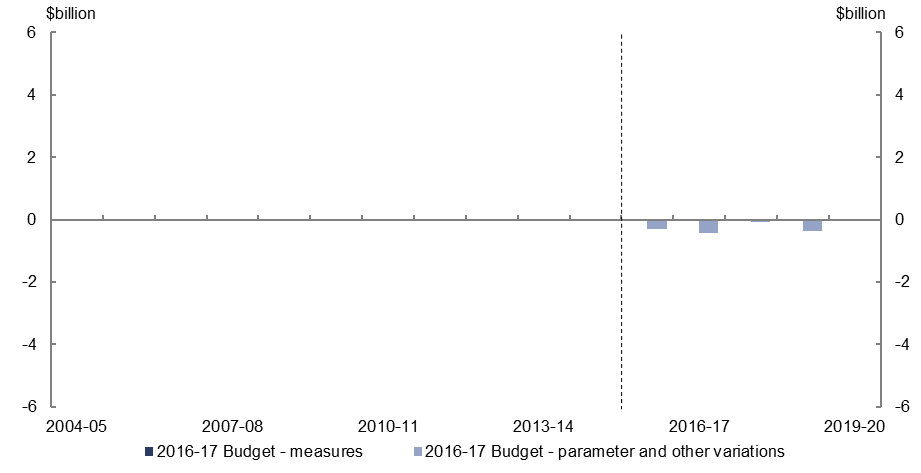 $billion $billion
6 6
4 4
2 2
0 0
-2 -2
-4 -4
-6 -6
2004-05 2007-08 2010-11 2013-14 2016-17 2019-20
2016-17 Budget - measures 2016-17 Budget - parameter and other variations